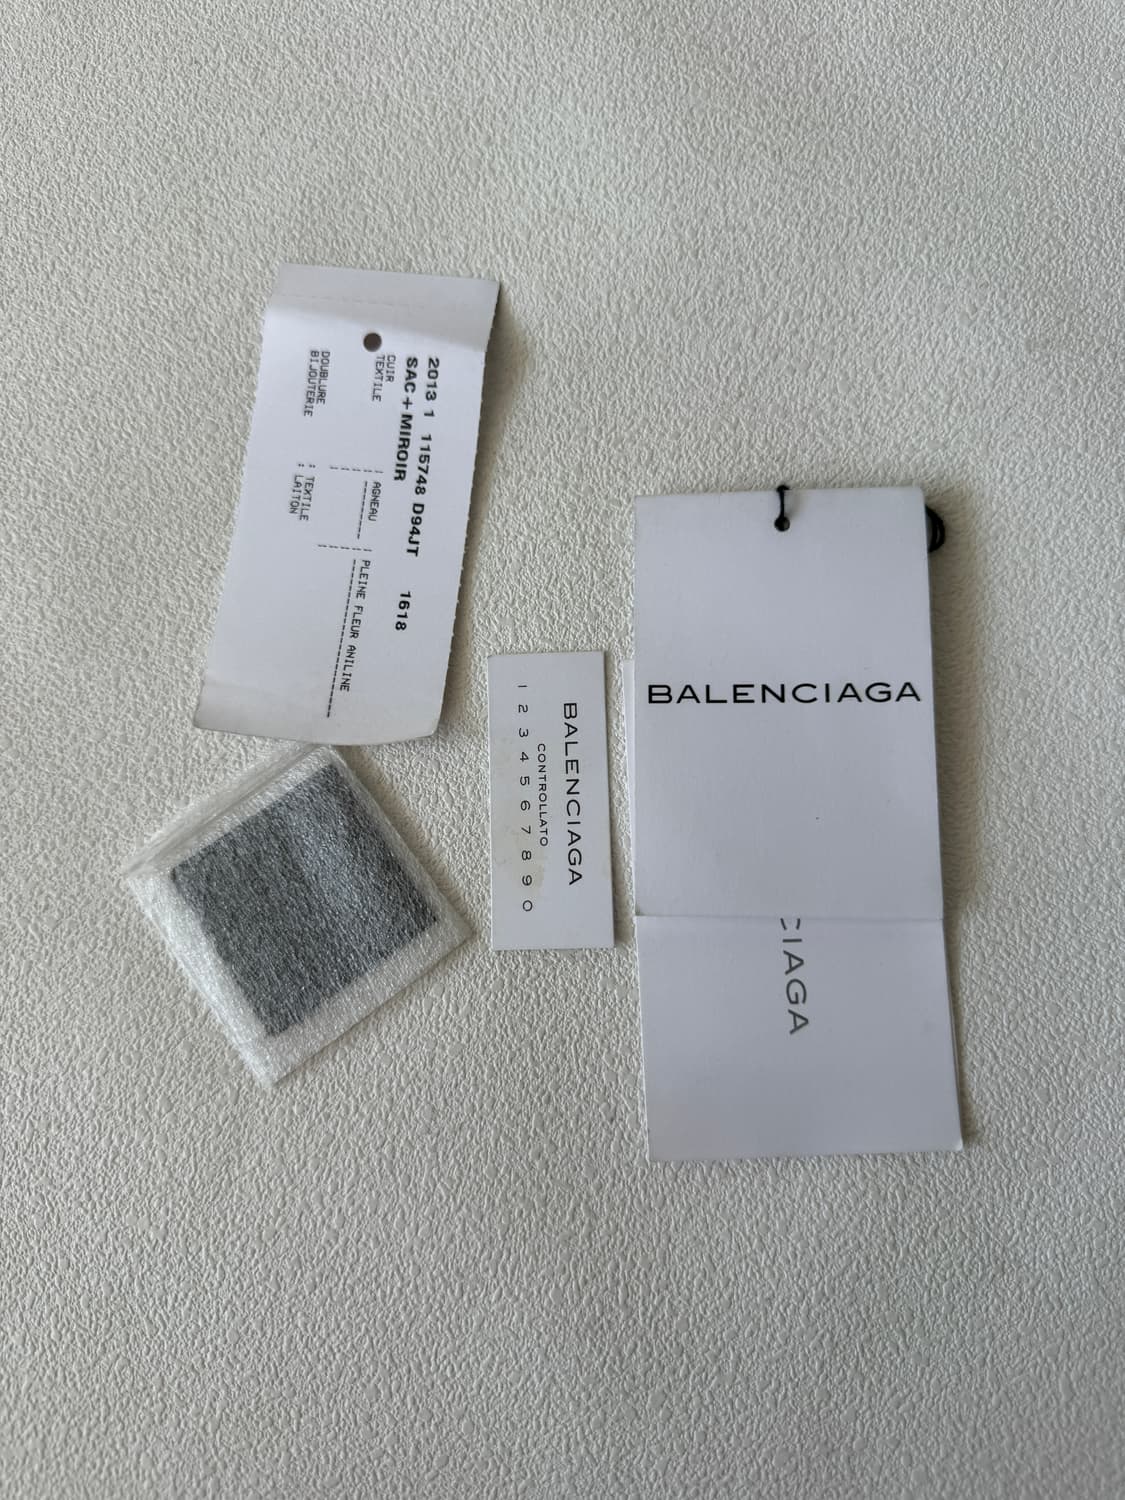 2013 1 115748 D94JT 1618
SAC + MIROIR
CUIR : AGNEAU : PLEINE FLEUR ANILINE
TEXTILE
DOUBLURE : TEXTILE
BIJOUTERIE : LAITON
BALENCIAGA
CONTROLLATO
1 2 3 4 5 6 7 8 9 0
BALENCIAGA
CIAGA